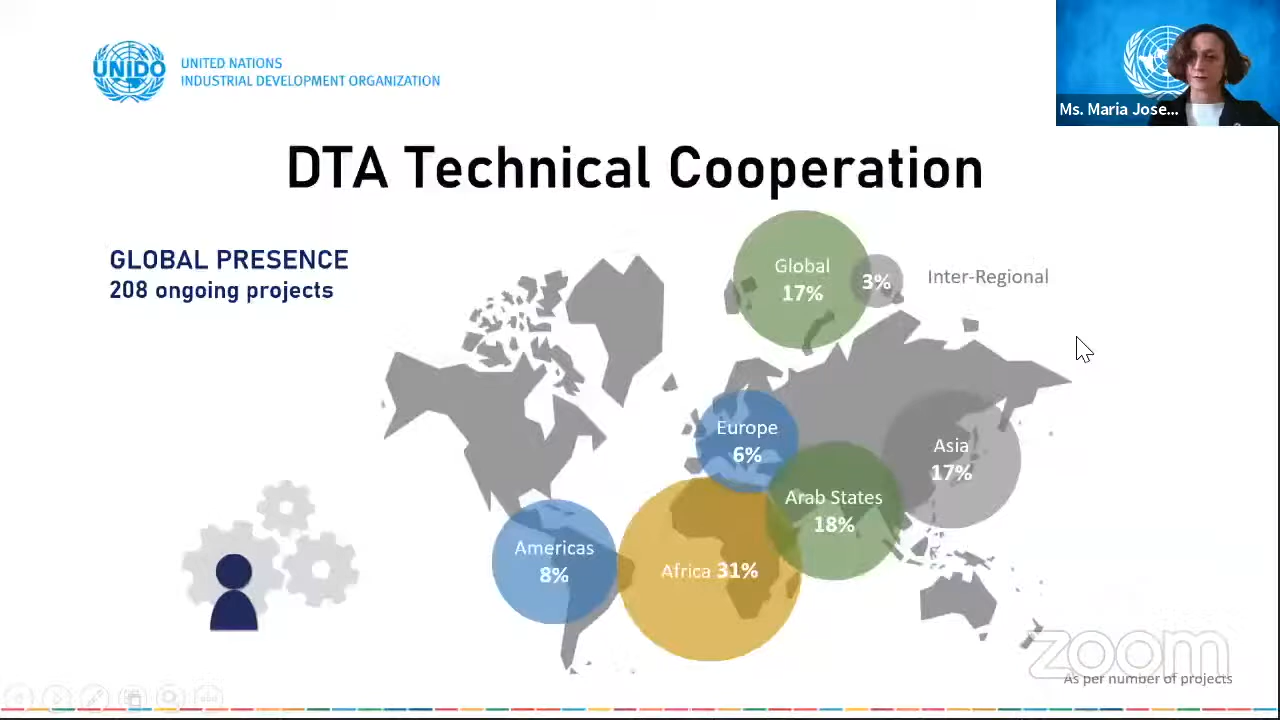 UNIDO
UNITED NATIONS
INDUSTRIAL DEVELOPMENT ORGANIZATION
Ms. Maria Jose...
DTA Technical Cooperation
GLOBAL PRESENCE
208 ongoing projects
Global
17%
3%
Inter-Regional
Europe
6%
Asia
17%
Arab States
18%
Americas
8%
Africa 31%
zoom
As per number of projects